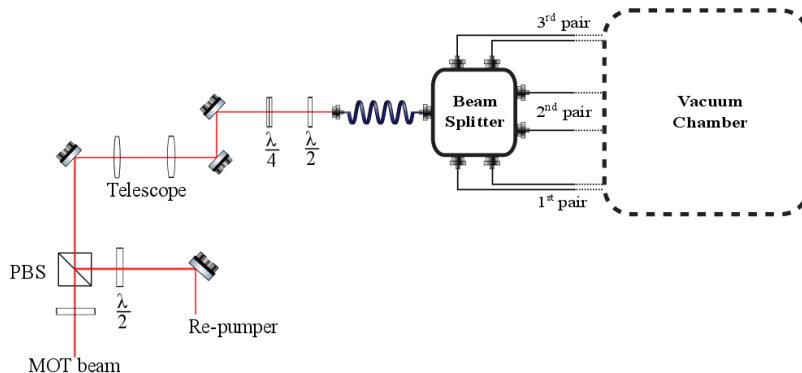 3rd pair
Beam
Splitter
2nd pair
Vacuum
Chamber
λ
4
λ
2
Telescope
1st pair
PBS
λ
2
Re-pumper
MOT beam